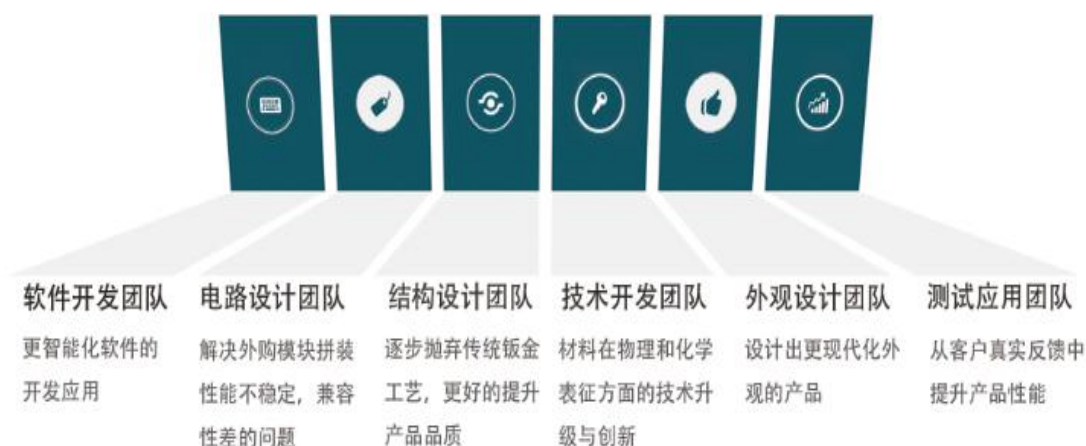 软件开发团队
更智能化软件的
开发应用
电路设计团队
解决外购模块拼装
性能不稳定，兼容
性差的问题
结构设计团队
逐步抛弃传统钣金
工艺，更好的提升
产品品质
技术开发团队
材料在物理和化学
表征方面的技术升
级与创新
外观设计团队
设计出更现代化外
观的产品
测试应用团队
从客户真实反馈中
提升产品性能